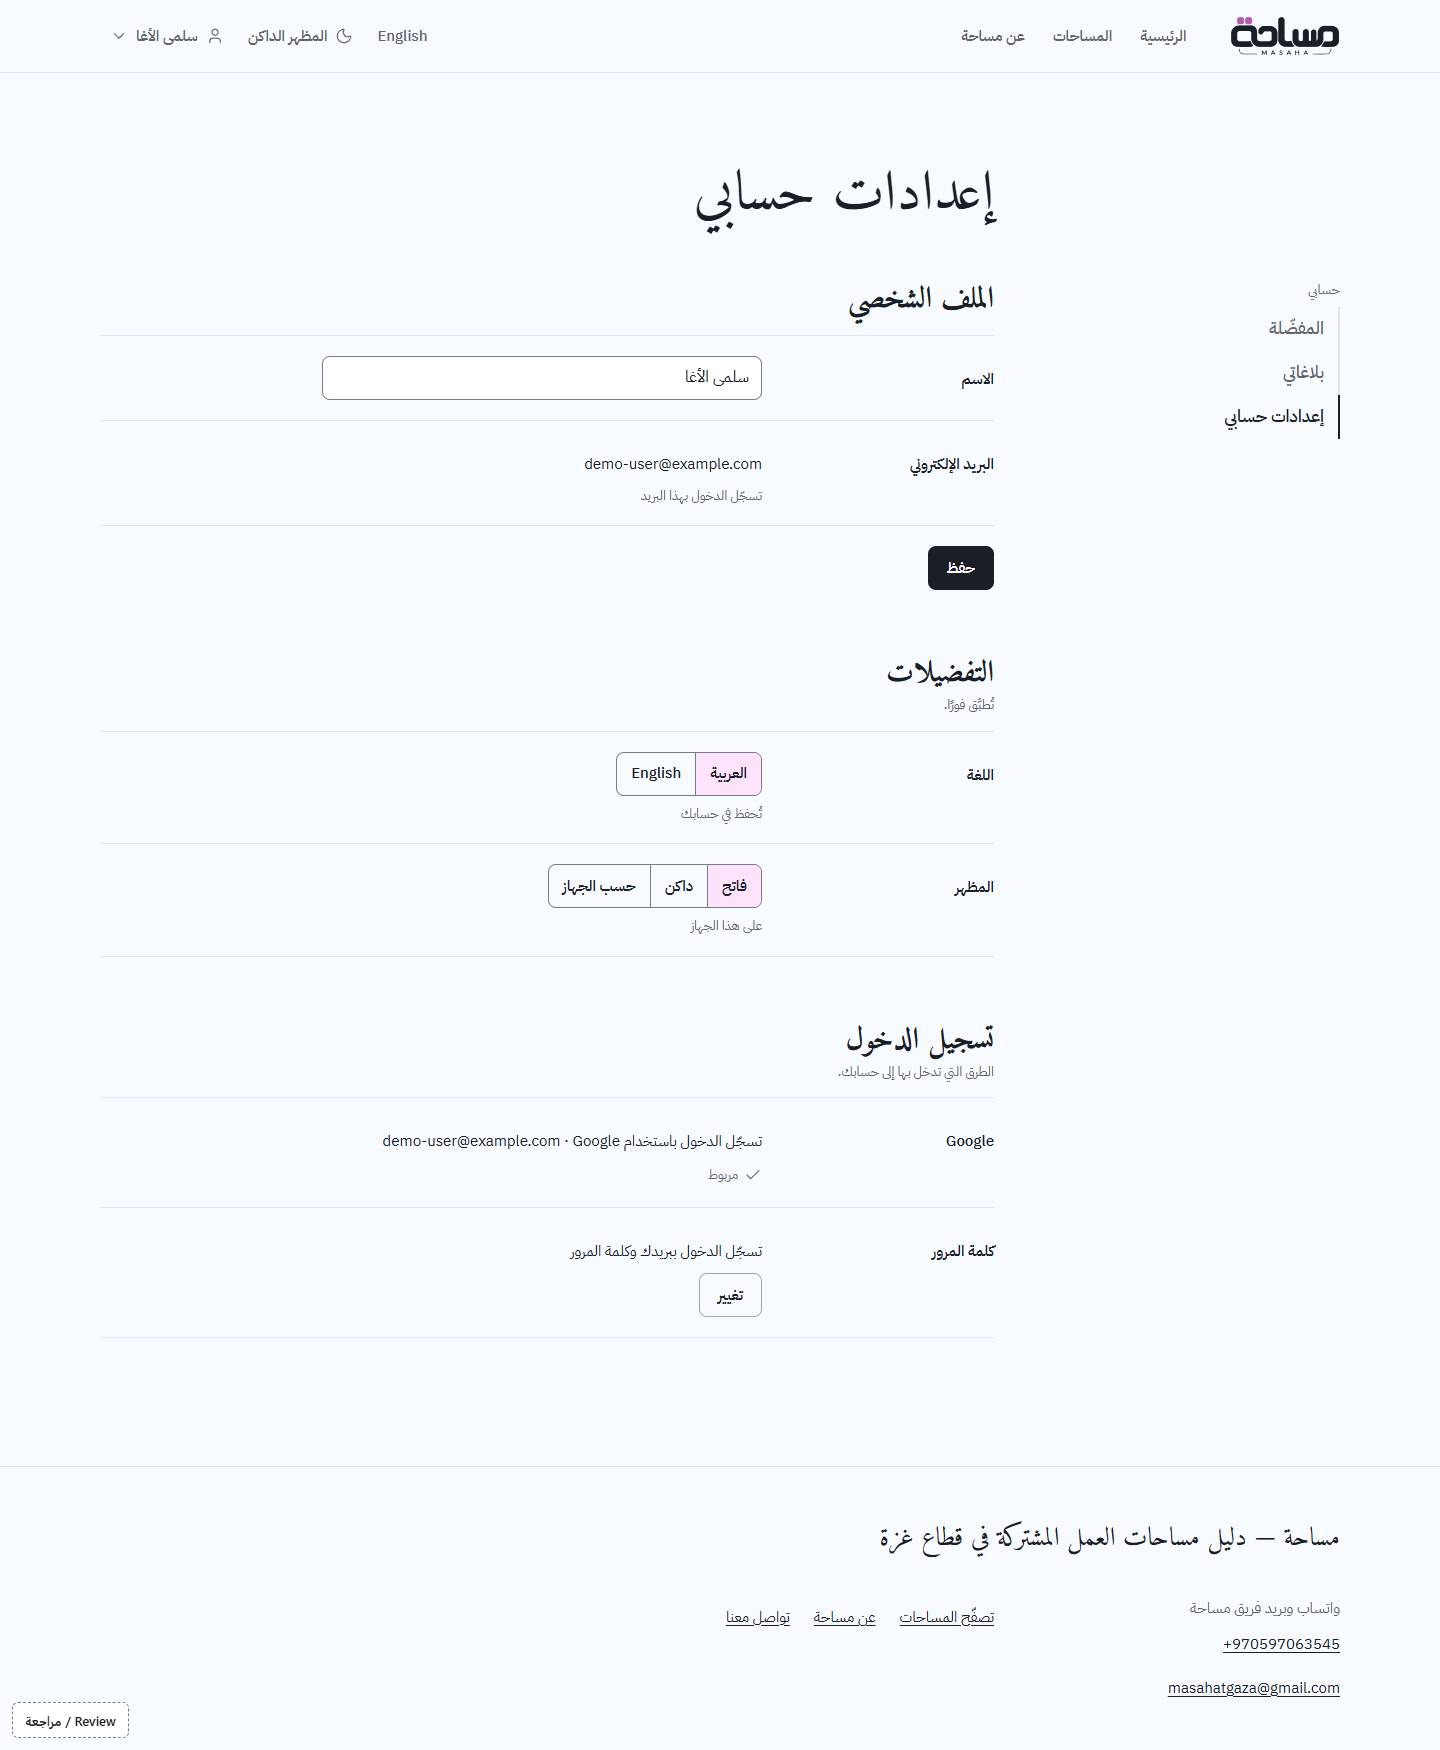 مساحة
MASAHA
الرئيسية
المساحات
عن مساحة
English
المظهر الداكن
سلمى الأغا
إعدادات حسابي
حسابي
المفضّلة
بلاغاتي
إعدادات حسابي
الملف الشخصي
الاسم
سلمى الأغا
البريد الإلكتروني
demo-user@example.com
تسجّل الدخول بهذا البريد
حفظ
التفضيلات
تُطبَّق فورًا.
اللغة
العربية
English
تُحفظ في حسابك
المظهر
فاتح
داكن
حسب الجهاز
على هذا الجهاز
تسجيل الدخول
الطرق التي تدخل بها إلى حسابك.
Google
تسجّل الدخول باستخدام Google · demo-user@example.com
مربوط
كلمة المرور
تسجّل الدخول ببريدك وكلمة المرور
تغيير
مساحة — دليل مساحات العمل المشتركة في قطاع غزة
واتساب وبريد فريق مساحة
+970597063545
masahatgaza@gmail.com
تصفّح المساحات
عن مساحة
تواصل معنا
Review / مراجعة